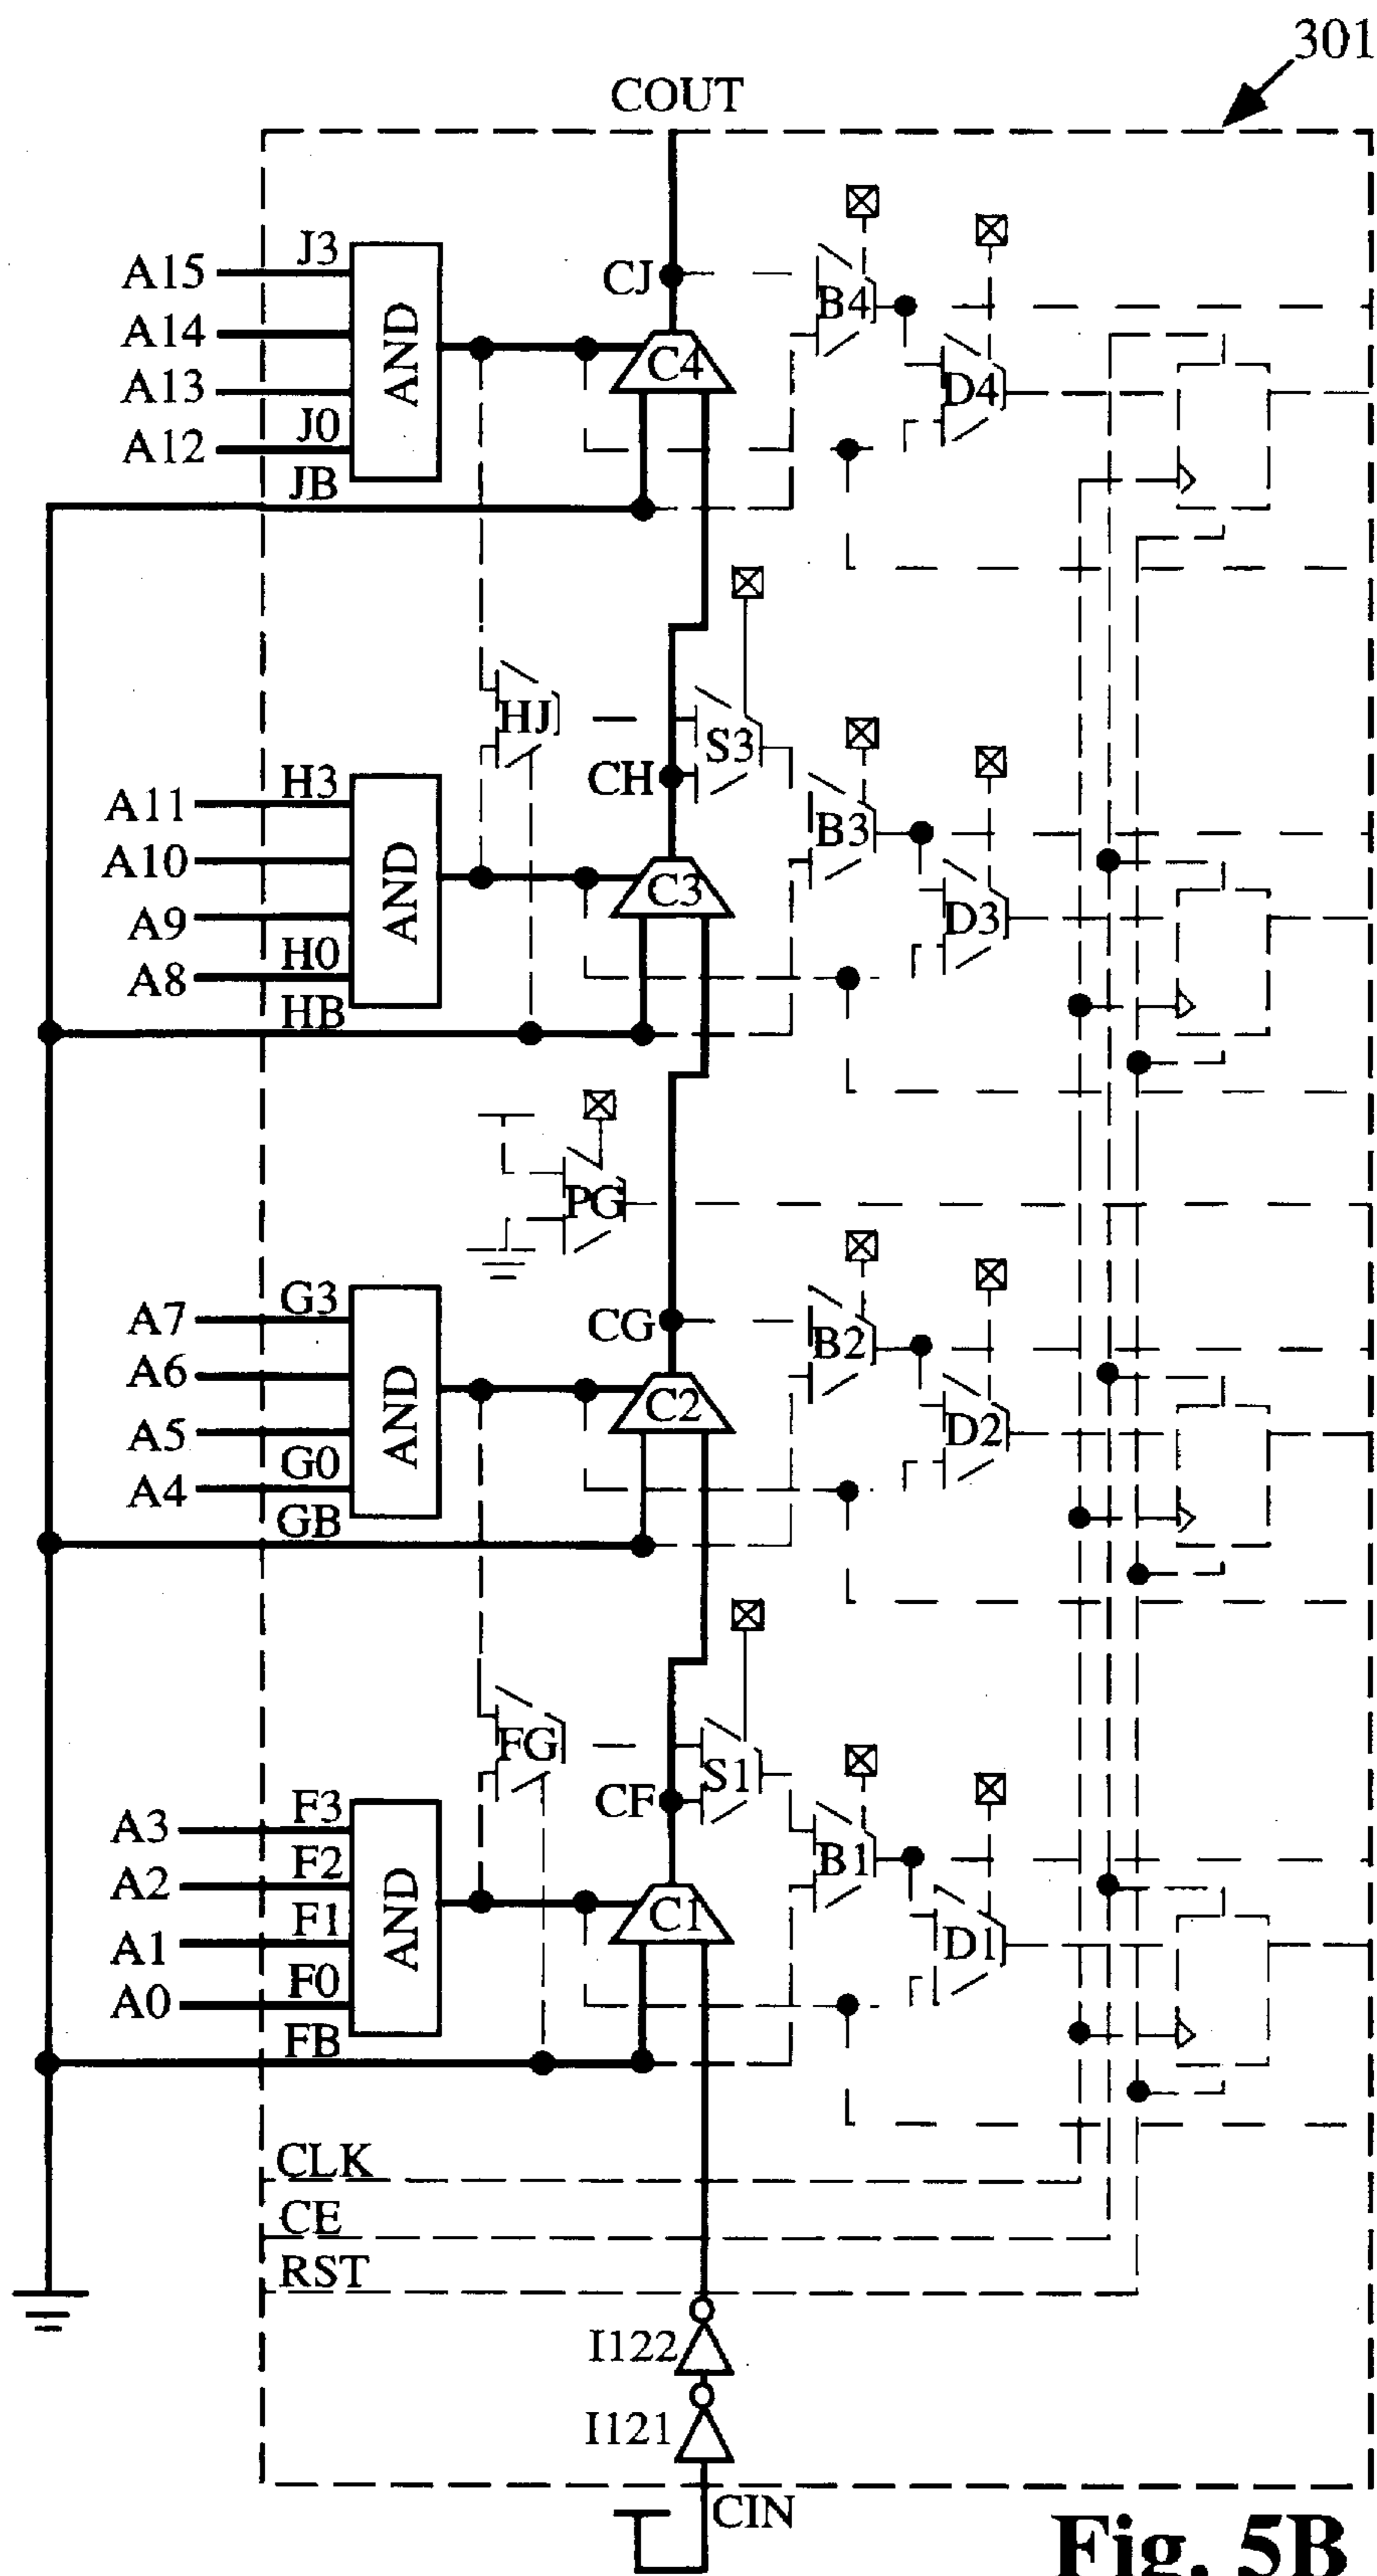 301
COUT
A15 J3
A14
A13
A12 J0
JB
AND
CJ
C4
B4
D4
HJ
S3
CH
A11 H3
A10
A9
A8 H0
HB
AND
C3
B3
D3
PG
A7 G3
A6
A5
A4 G0
GB
AND
CG
C2
B2
D2
FG
S1
CF
A3 F3
A2 F2
A1 F1
A0 F0
FB
AND
C1
B1
D1
CLK
CE
RST
I122
I121
CIN
Fig. 5B